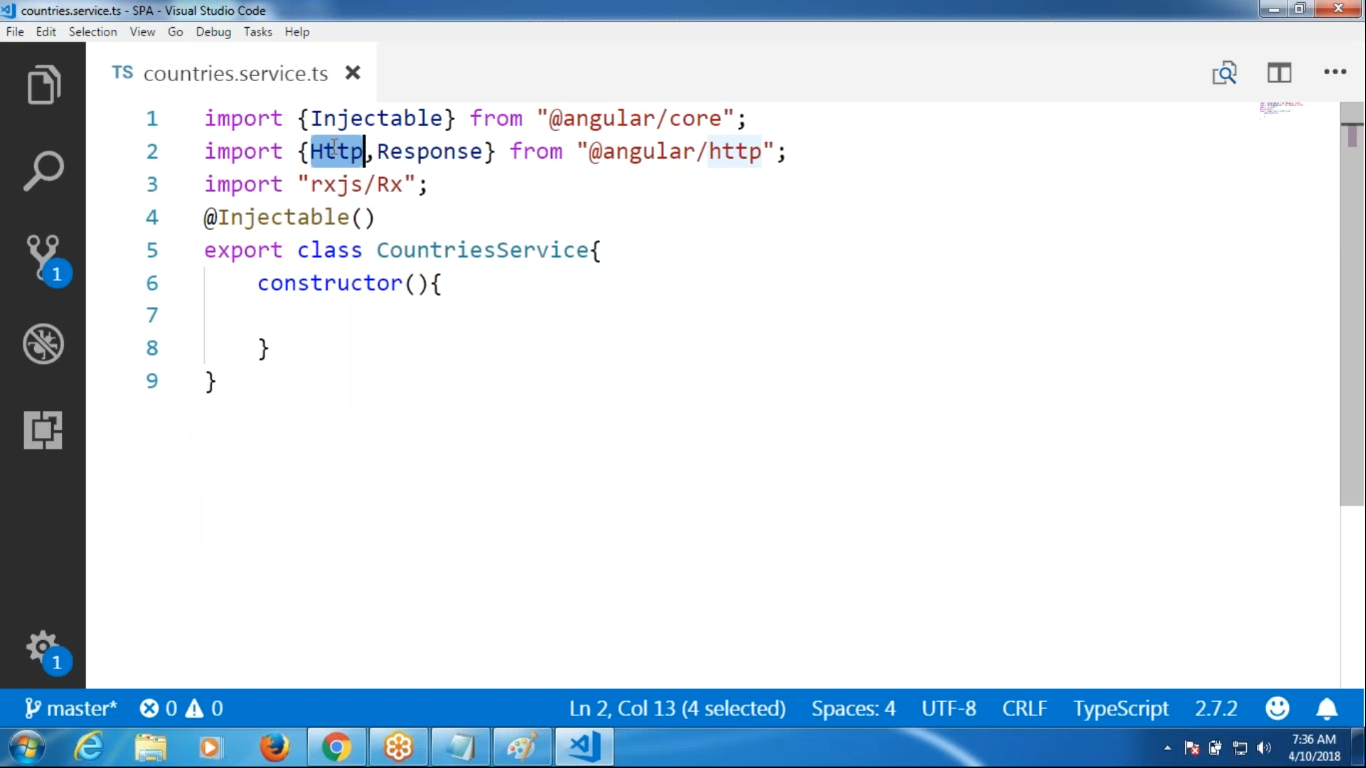 countries.service.ts - SPA - Visual Studio Code
File Edit Selection View Go Debug Tasks Help
TS countries.service.ts
1 import {Injectable} from "@angular/core";
2 import {Http,Response} from "@angular/http";
3 import "rxjs/Rx";
4 @Injectable()
5 export class CountriesService{
6 constructor(){
7
8 }
9 }
1
1
master* 0 0 Ln 2, Col 13 (4 selected) Spaces: 4 UTF-8 CRLF TypeScript 2.7.2
7:36 AM
4/10/2018